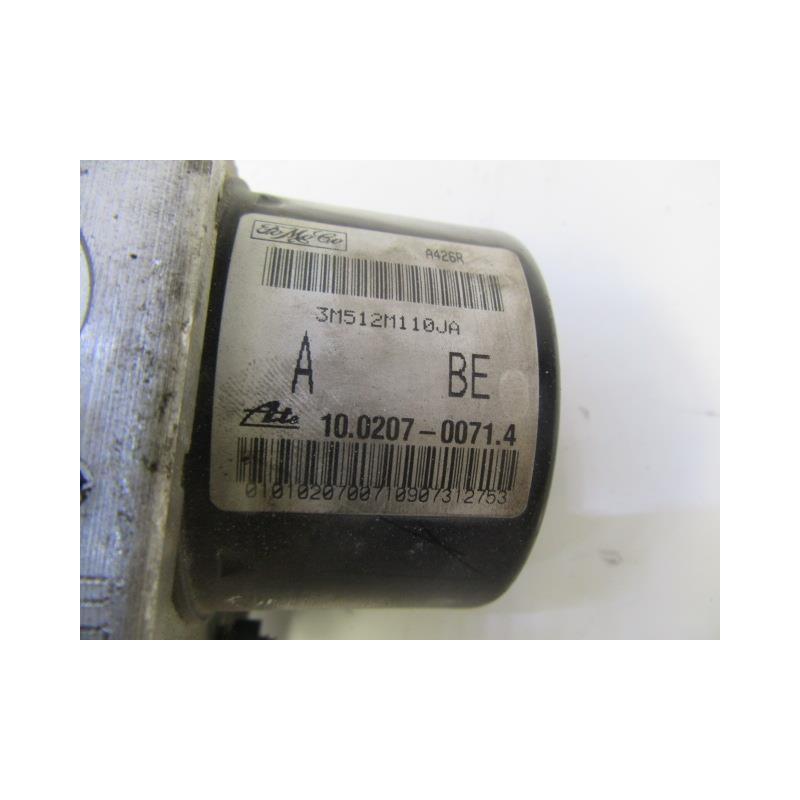 FoMoCo
A426R
3M512M110JA
A BE
Ate 10.0207-0071.4
0101020700710907312753